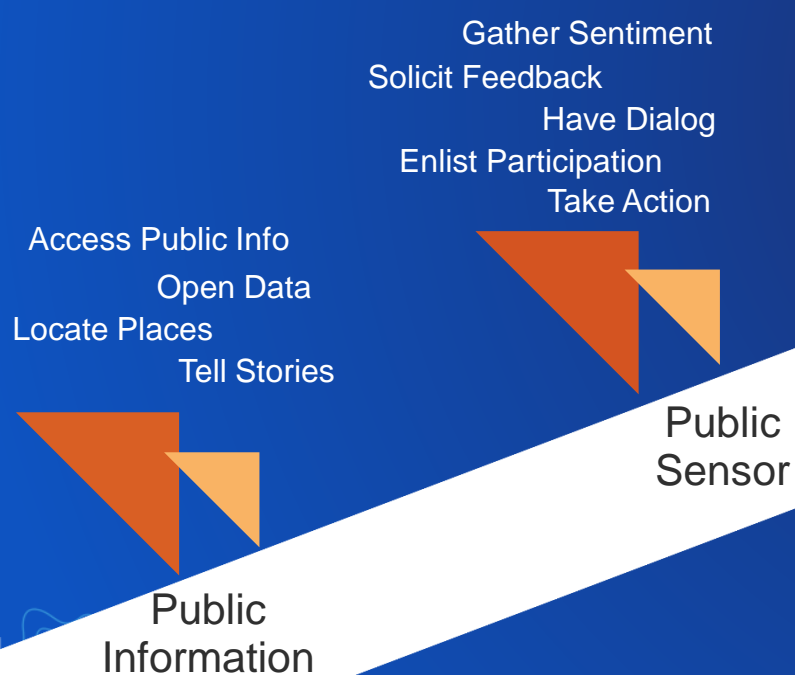 Gather Sentiment
Solicit Feedback
Have Dialog
Enlist Participation
Take Action
Access Public Info
Open Data
Locate Places
Tell Stories
Public
Sensor
Public
Information